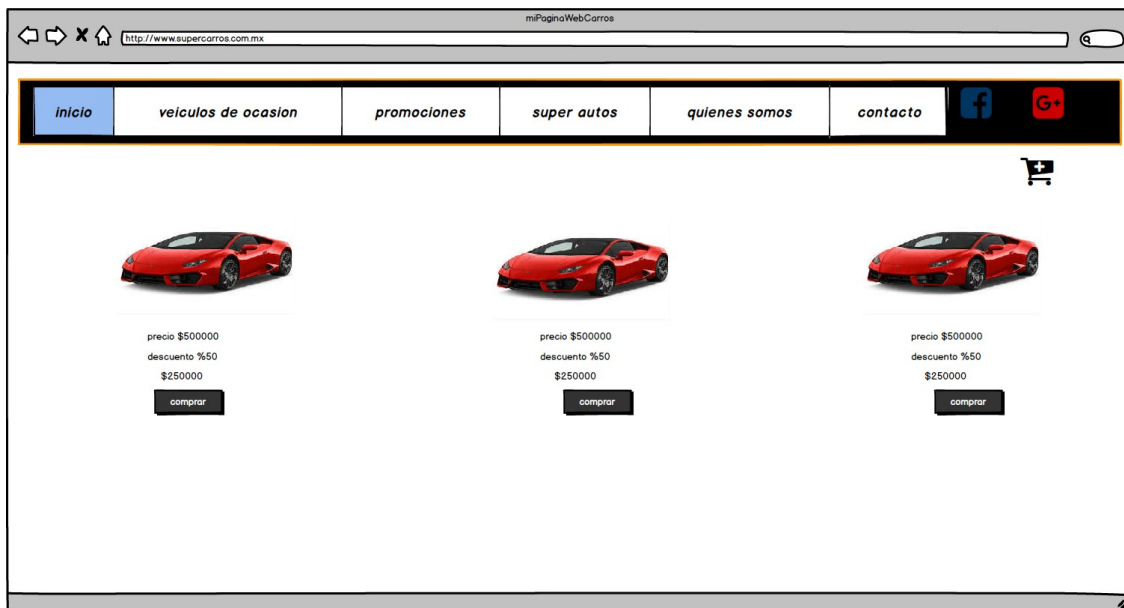 miPaginaWebCarros
http://www.supercarros.com.mx
inicio veiculos de ocasion promociones super autos quienes somos contacto f G+
precio $500000 precio $500000 precio $500000
descuento %50 descuento %50 descuento %50
$250000 $250000 $250000
comprar comprar comprar